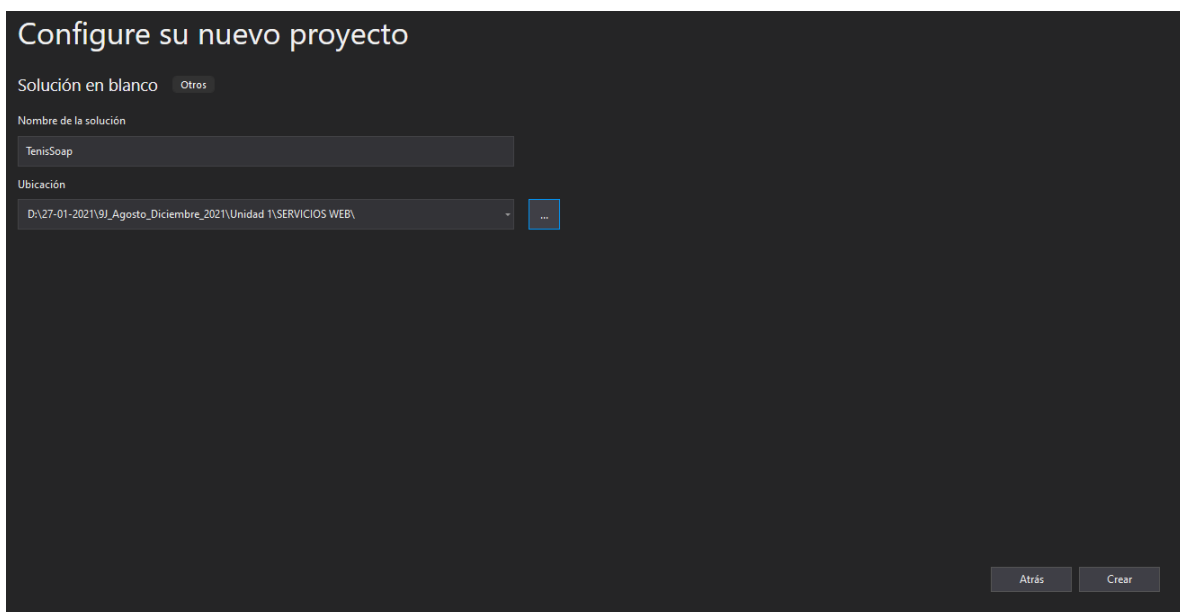 Configure su nuevo proyecto
Solución en blanco Otros
Nombre de la solución
TenisSoap
Ubicación
D:\27-01-2021\9J_Agosto_Diciembre_2021\Unidad 1\SERVICIOS WEB\ ...
Atrás Crear